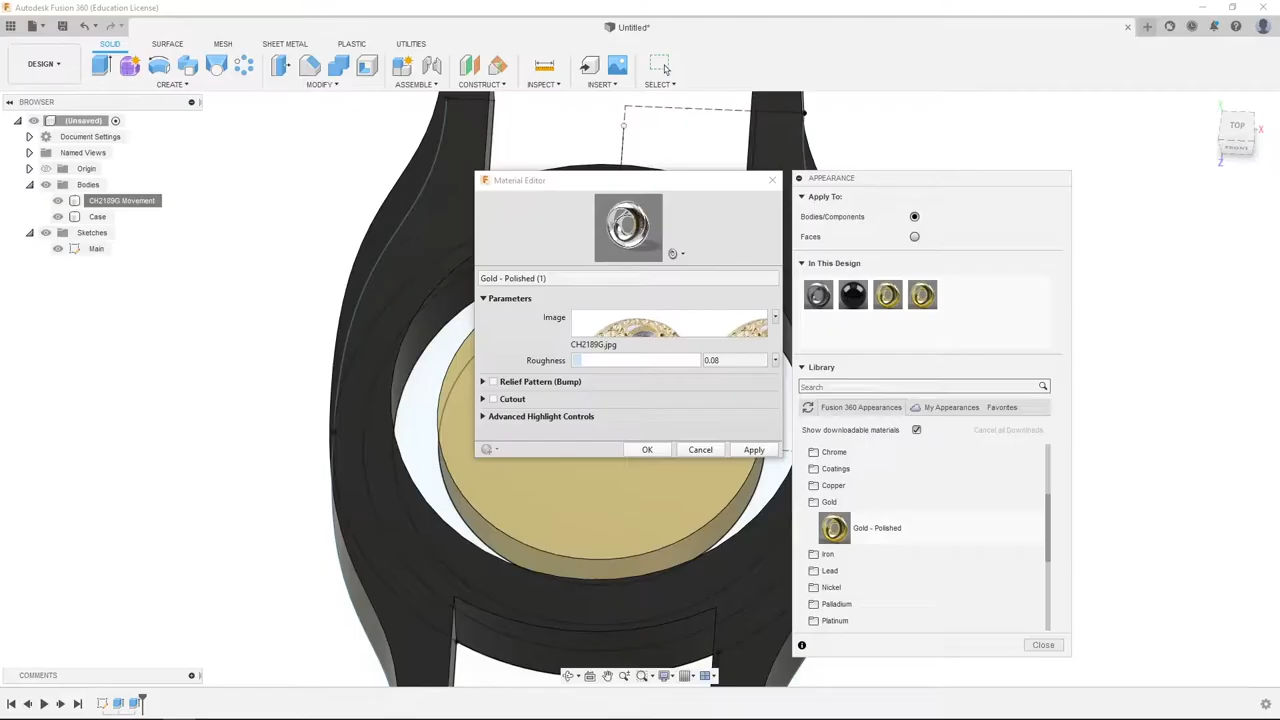 Autodesk Fusion 360 (Education License)
Untitled*
DESIGN
SOLID
SURFACE
MESH
SHEET METAL
PLASTIC
UTILITIES
CREATE
MODIFY
ASSEMBLE
CONSTRUCT
INSPECT
INSERT
SELECT
BROWSER
(Unsaved)
Document Settings
Named Views
Origin
Bodies
CH2189G Movement
Case
Sketches
Main
TOP
FRONT
X
Z
Material Editor
Gold - Polished (1)
Parameters
Image
CH2189G.jpg
Roughness
0.08
Relief Pattern (Bump)
Cutout
Advanced Highlight Controls
OK
Cancel
Apply
APPEARANCE
Apply To:
Bodies/Components
Faces
In This Design
Library
Search
Fusion 360 Appearances
My Appearances
Favorites
Show downloadable materials
Cancel all Downloads
Chrome
Coatings
Copper
Gold
Gold - Polished
Iron
Lead
Nickel
Palladium
Platinum
Close
COMMENTS